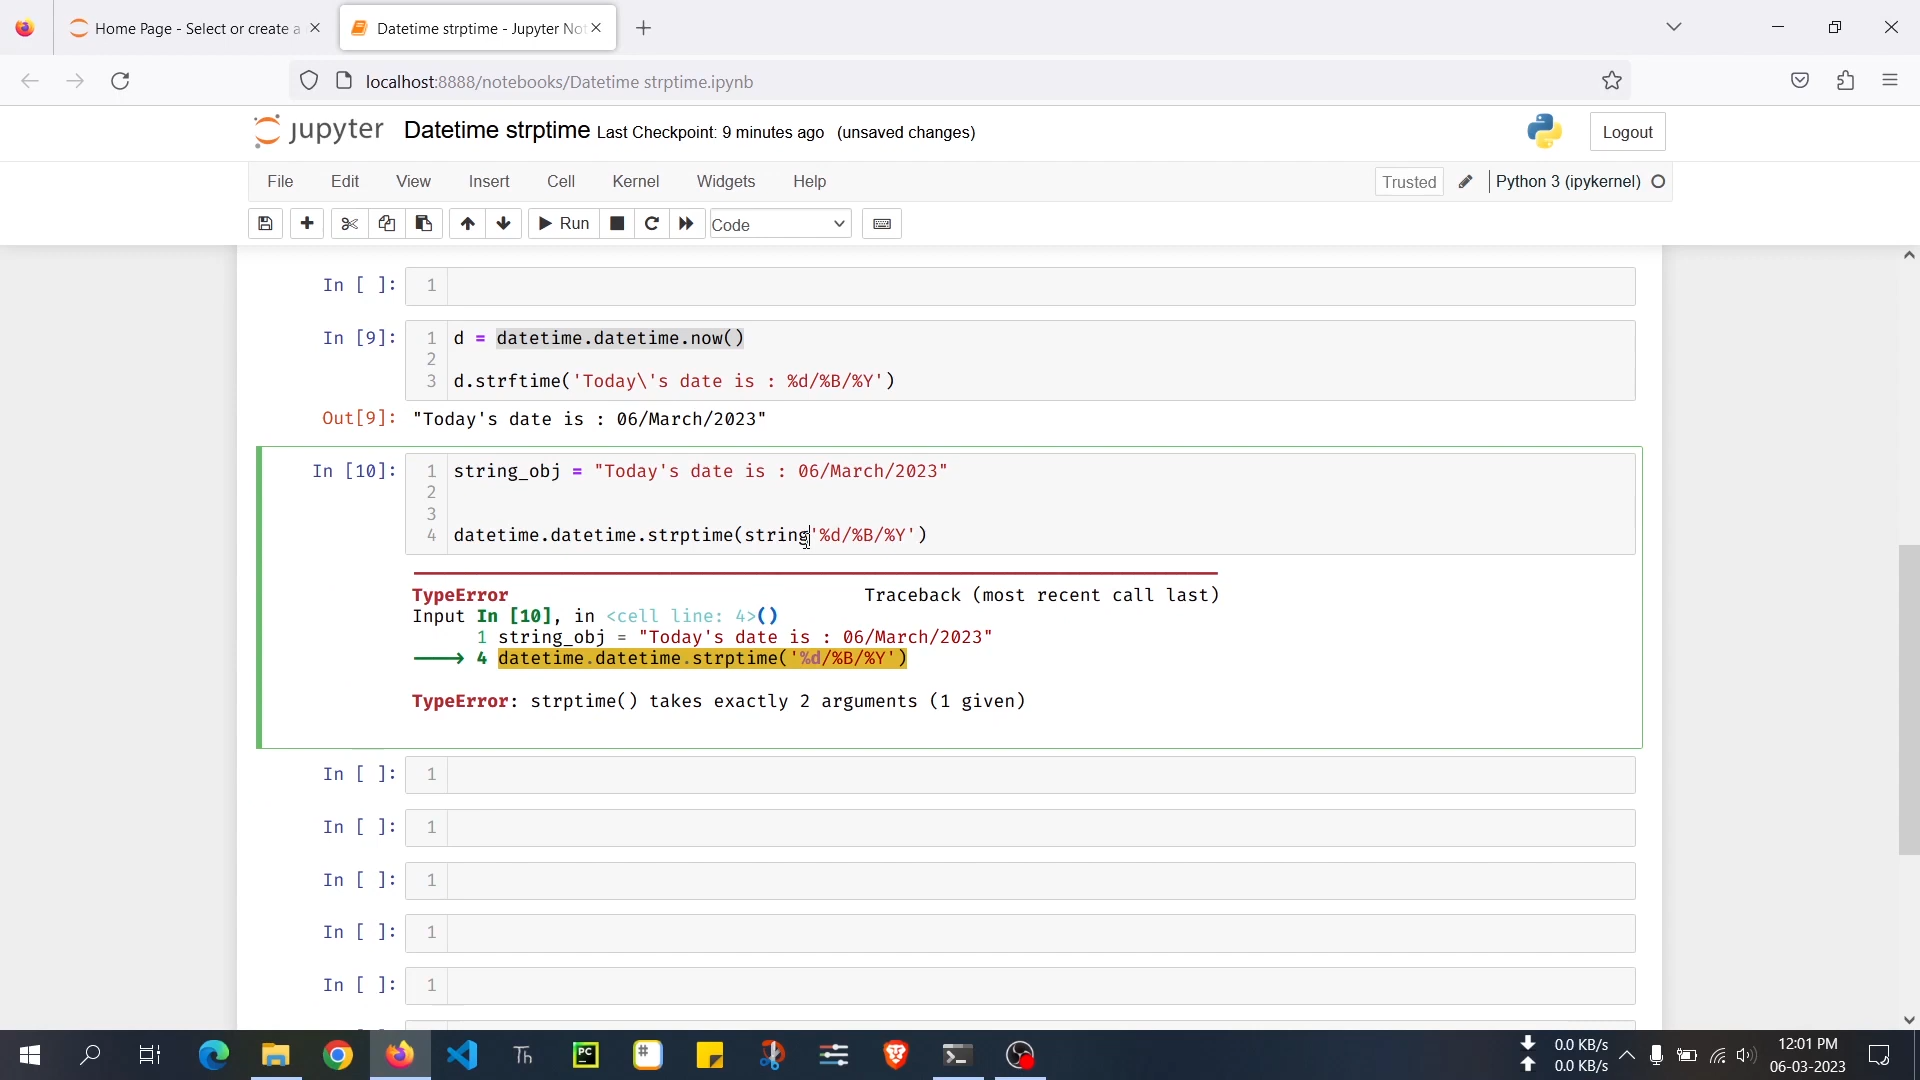 Home Page - Select or create a
Datetime strptime - Jupyter Not
localhost:8888/notebooks/Datetime strptime.ipynb
jupyter Datetime strptime Last Checkpoint: 9 minutes ago (unsaved changes)
Logout
File Edit View Insert Cell Kernel Widgets Help
Trusted Python 3 (ipykernel)
Run Code
In [ ]: 1
In [9]: 1 d = datetime.datetime.now()
2
3 d.strftime('Today\'s date is : %d/%B/%Y')
Out[9]: "Today's date is : 06/March/2023"
In [10]: 1 string_obj = "Today's date is : 06/March/2023"
2
3
4 datetime.datetime.strptime(string'%d/%B/%Y')
TypeError Traceback (most recent call last)
Input In [10], in <cell line: 4>()
1 string_obj = "Today's date is : 06/March/2023"
4 datetime.datetime.strptime('%d/%B/%Y')
TypeError: strptime() takes exactly 2 arguments (1 given)
In [ ]: 1
In [ ]: 1
In [ ]: 1
In [ ]: 1
In [ ]: 1
Th
PC
#
0.0 KB/s
0.0 KB/s
12:01 PM
06-03-2023